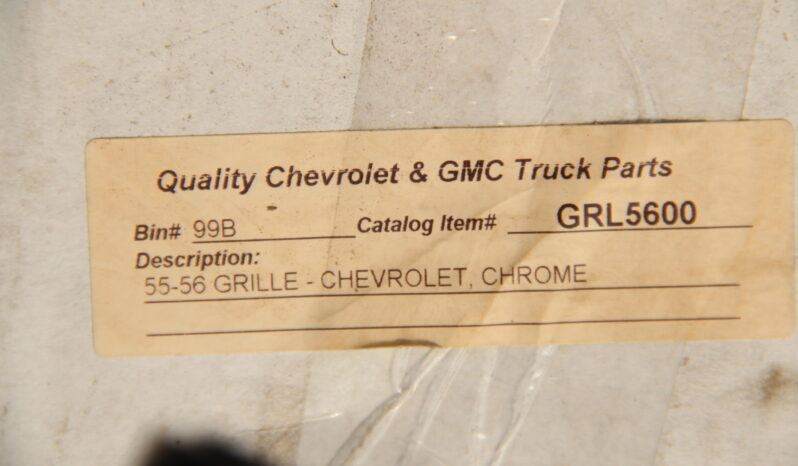 Quality Chevrolet & GMC Truck Parts
Bin# 99B Catalog Item# GRL5600
Description:
55-56 GRILLE - CHEVROLET, CHROME